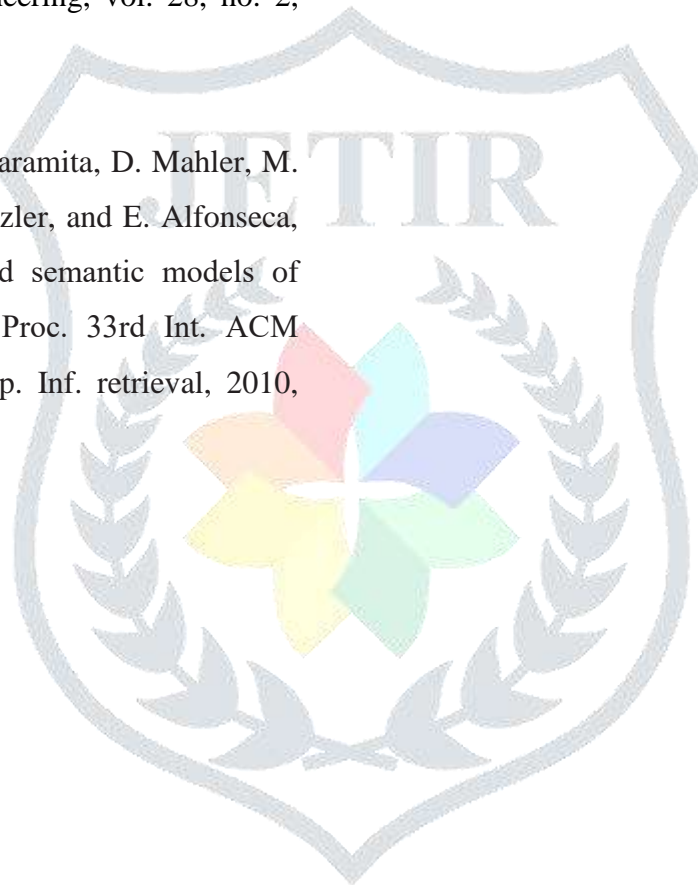 neering, vol. 28, no. 2,
JETIR
aramita, D. Mahler, M.
zler, and E. Alfonseca,
d semantic models of
Proc. 33rd Int. ACM
p. Inf. retrieval, 2010,